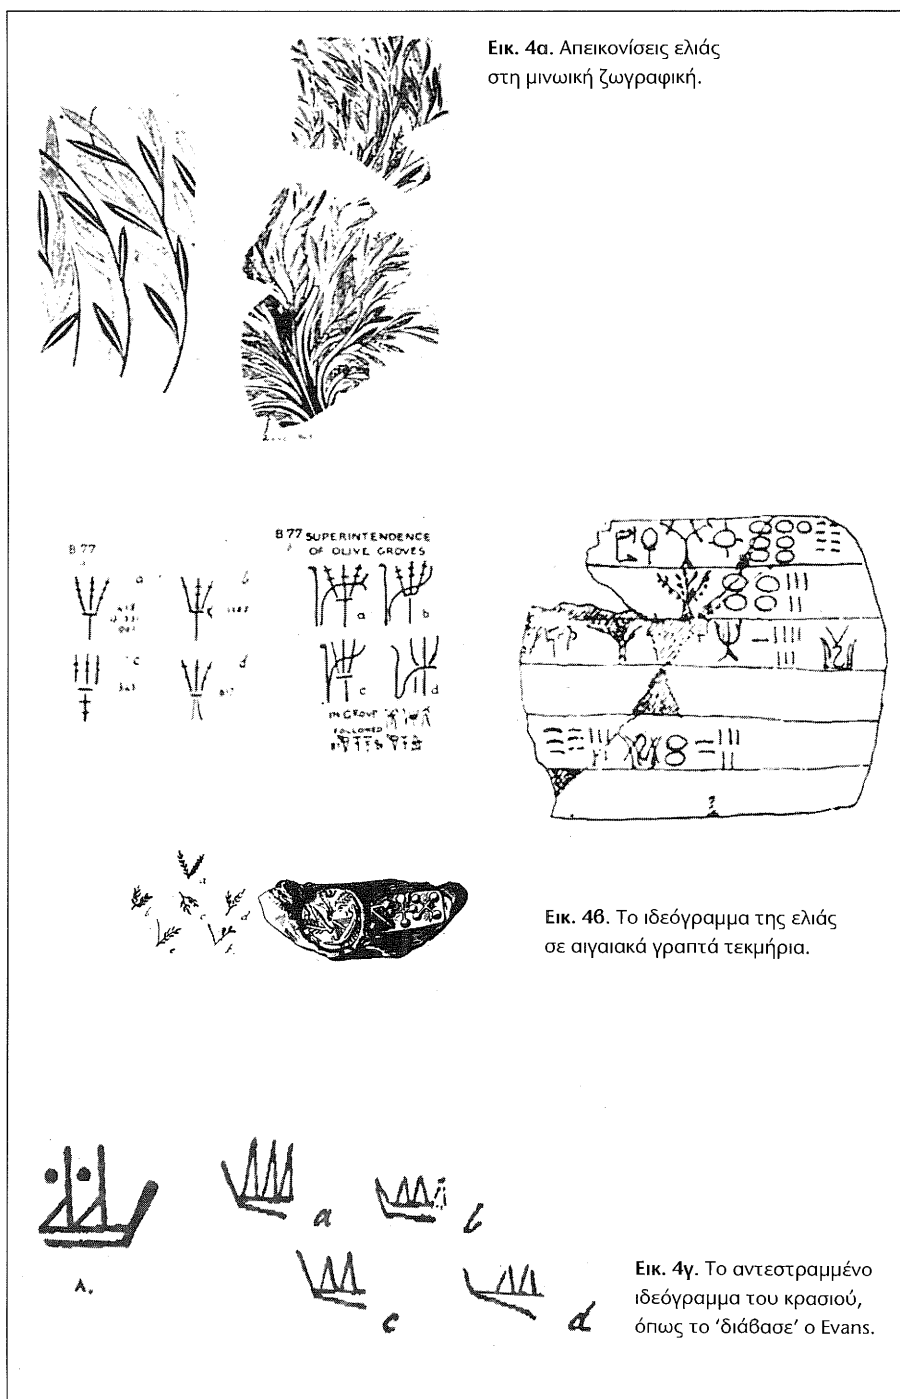 Εικ. 4α. Απεικονίσεις ελιάς
στη μινωική ζωγραφική.
B 77
a
b
c
d
B 77 SUPERINTENDENCE
OF OLIVE GROVES
a
b
c
d
IN GROUP
FOLLOWED
a
c
d
e
Εικ. 4β. Το ιδεόγραμμα της ελιάς
σε αιγαιακά γραπτά τεκμήρια.
A.
a
b
c
d
Εικ. 4γ. Το αντεστραμμένο
ιδεόγραμμα του κρασιού,
όπως το 'διάβασε' ο Evans.